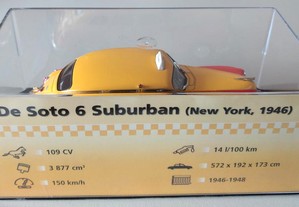 De Soto 6 Suburban (New York, 1946)
109 CV
14 l/100 km
3 877 cm³
572 x 192 x 173 cm
150 km/h
1946-1948